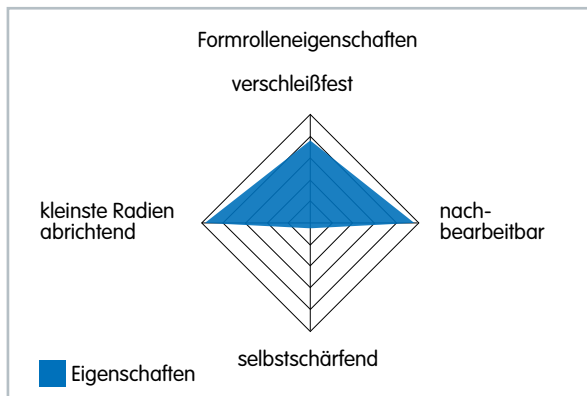 Formrolleneigenschaften
verschleißfest
kleinste Radien
abrichtend
nach-
bearbeitbar
selbstschärfend
Eigenschaften